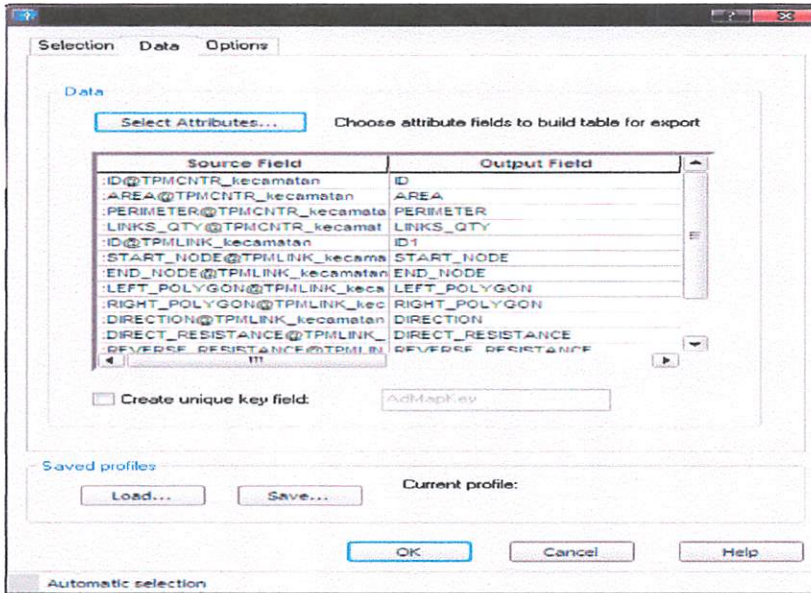 Selection Data Options
Data
Select Attributes... Choose attribute fields to build table for export
Source Field Output Field
:ID@TPMCNTR_kecamatan ID
:AREA@TPMCNTR_kecamatan AREA
:PERIMETER@TPMCNTR_kecamata PERIMETER
:LINKS_QTY@TPMCNTR_kecamat LINKS_QTY
:ID@TPMLINK_kecamatan ID1
:START_NODE@TPMLINK_kecama START_NODE
:END_NODE@TPMLINK_kecamatan END_NODE
:LEFT_POLYGON@TPMLINK_keca LEFT_POLYGON
:RIGHT_POLYGON@TPMLINK_kec RIGHT_POLYGON
:DIRECTION@TPMLINK_kecamatan DIRECTION
:DIRECT_RESISTANCE@TPMLINK_ DIRECT_RESISTANCE
:REVERSE_RESISTANCE@TPMLIN REVERSE_RESISTANCE
Create unique key field: AdMapKey
Saved profiles
Load... Save... Current profile:
OK Cancel Help
Automatic selection